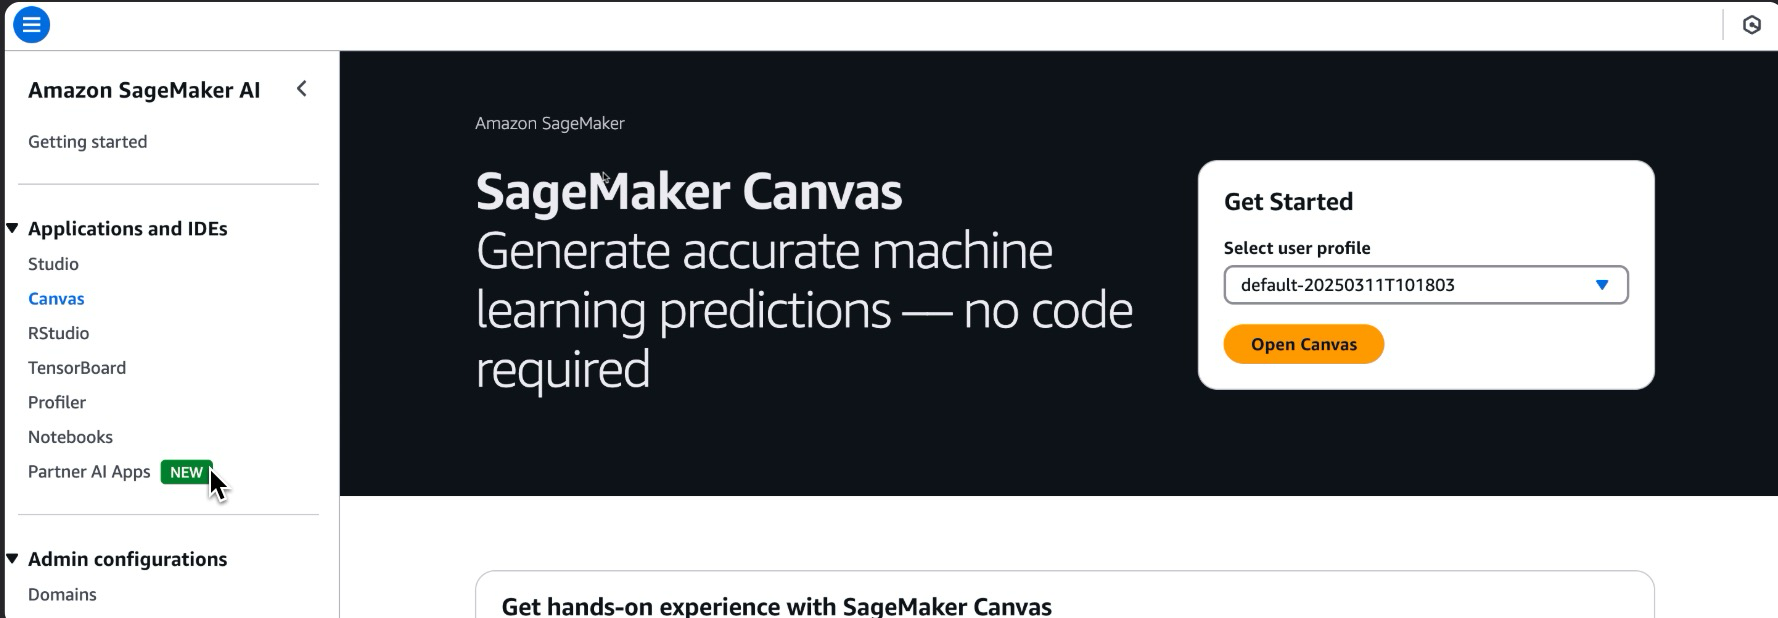 Amazon SageMaker AI
Getting started
Applications and IDEs
Studio
Canvas
RStudio
TensorBoard
Profiler
Notebooks
Partner AI Apps NEW
Admin configurations
Domains
Amazon SageMaker
SageMaker Canvas
Generate accurate machine
learning predictions — no code
required
Get Started
Select user profile
default-20250311T101803
Open Canvas
Get hands-on experience with SageMaker Canvas